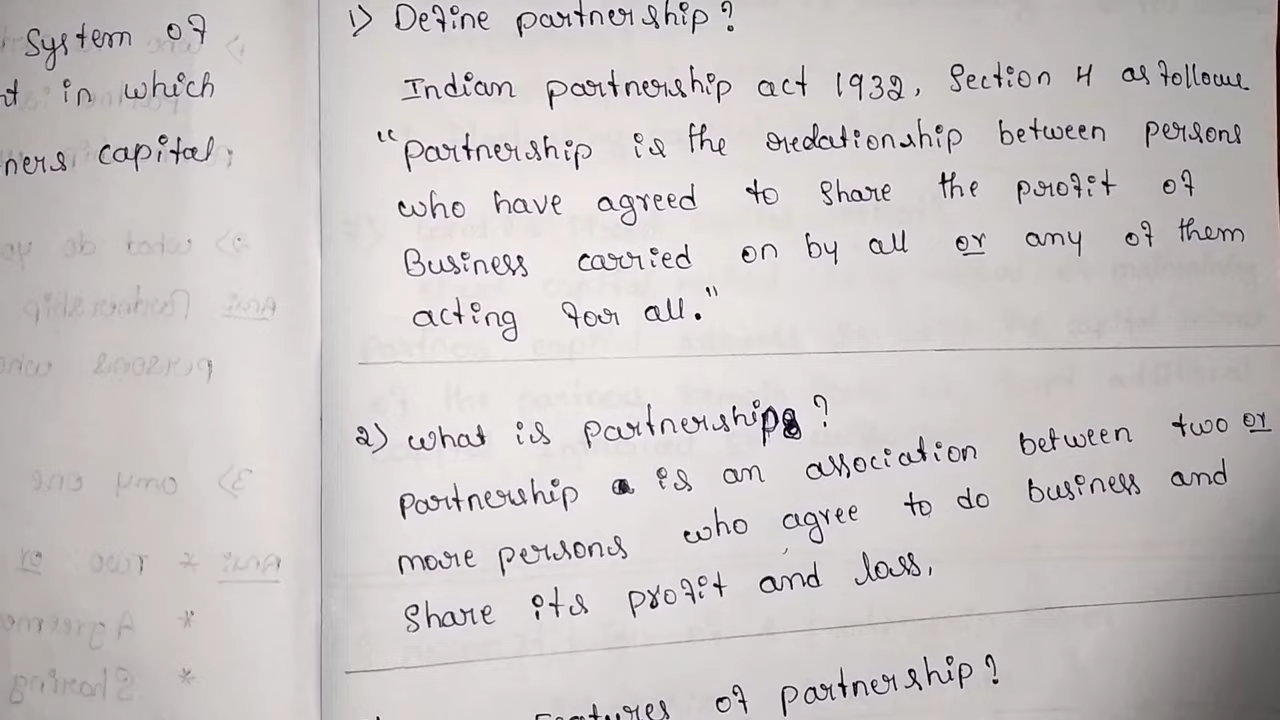 System of
in which
ners capital.
1) Define partnership?
Indian partnership act 1932, Section 4 as follows
"partnership is the relationship between persons
who have agreed to share the profit of
Business carried on by all or any of them
acting for all."
2) what is partnership?
partnership is an association between two or
more persons who agree to do business and
share its profit and loss.
Features of partnership?